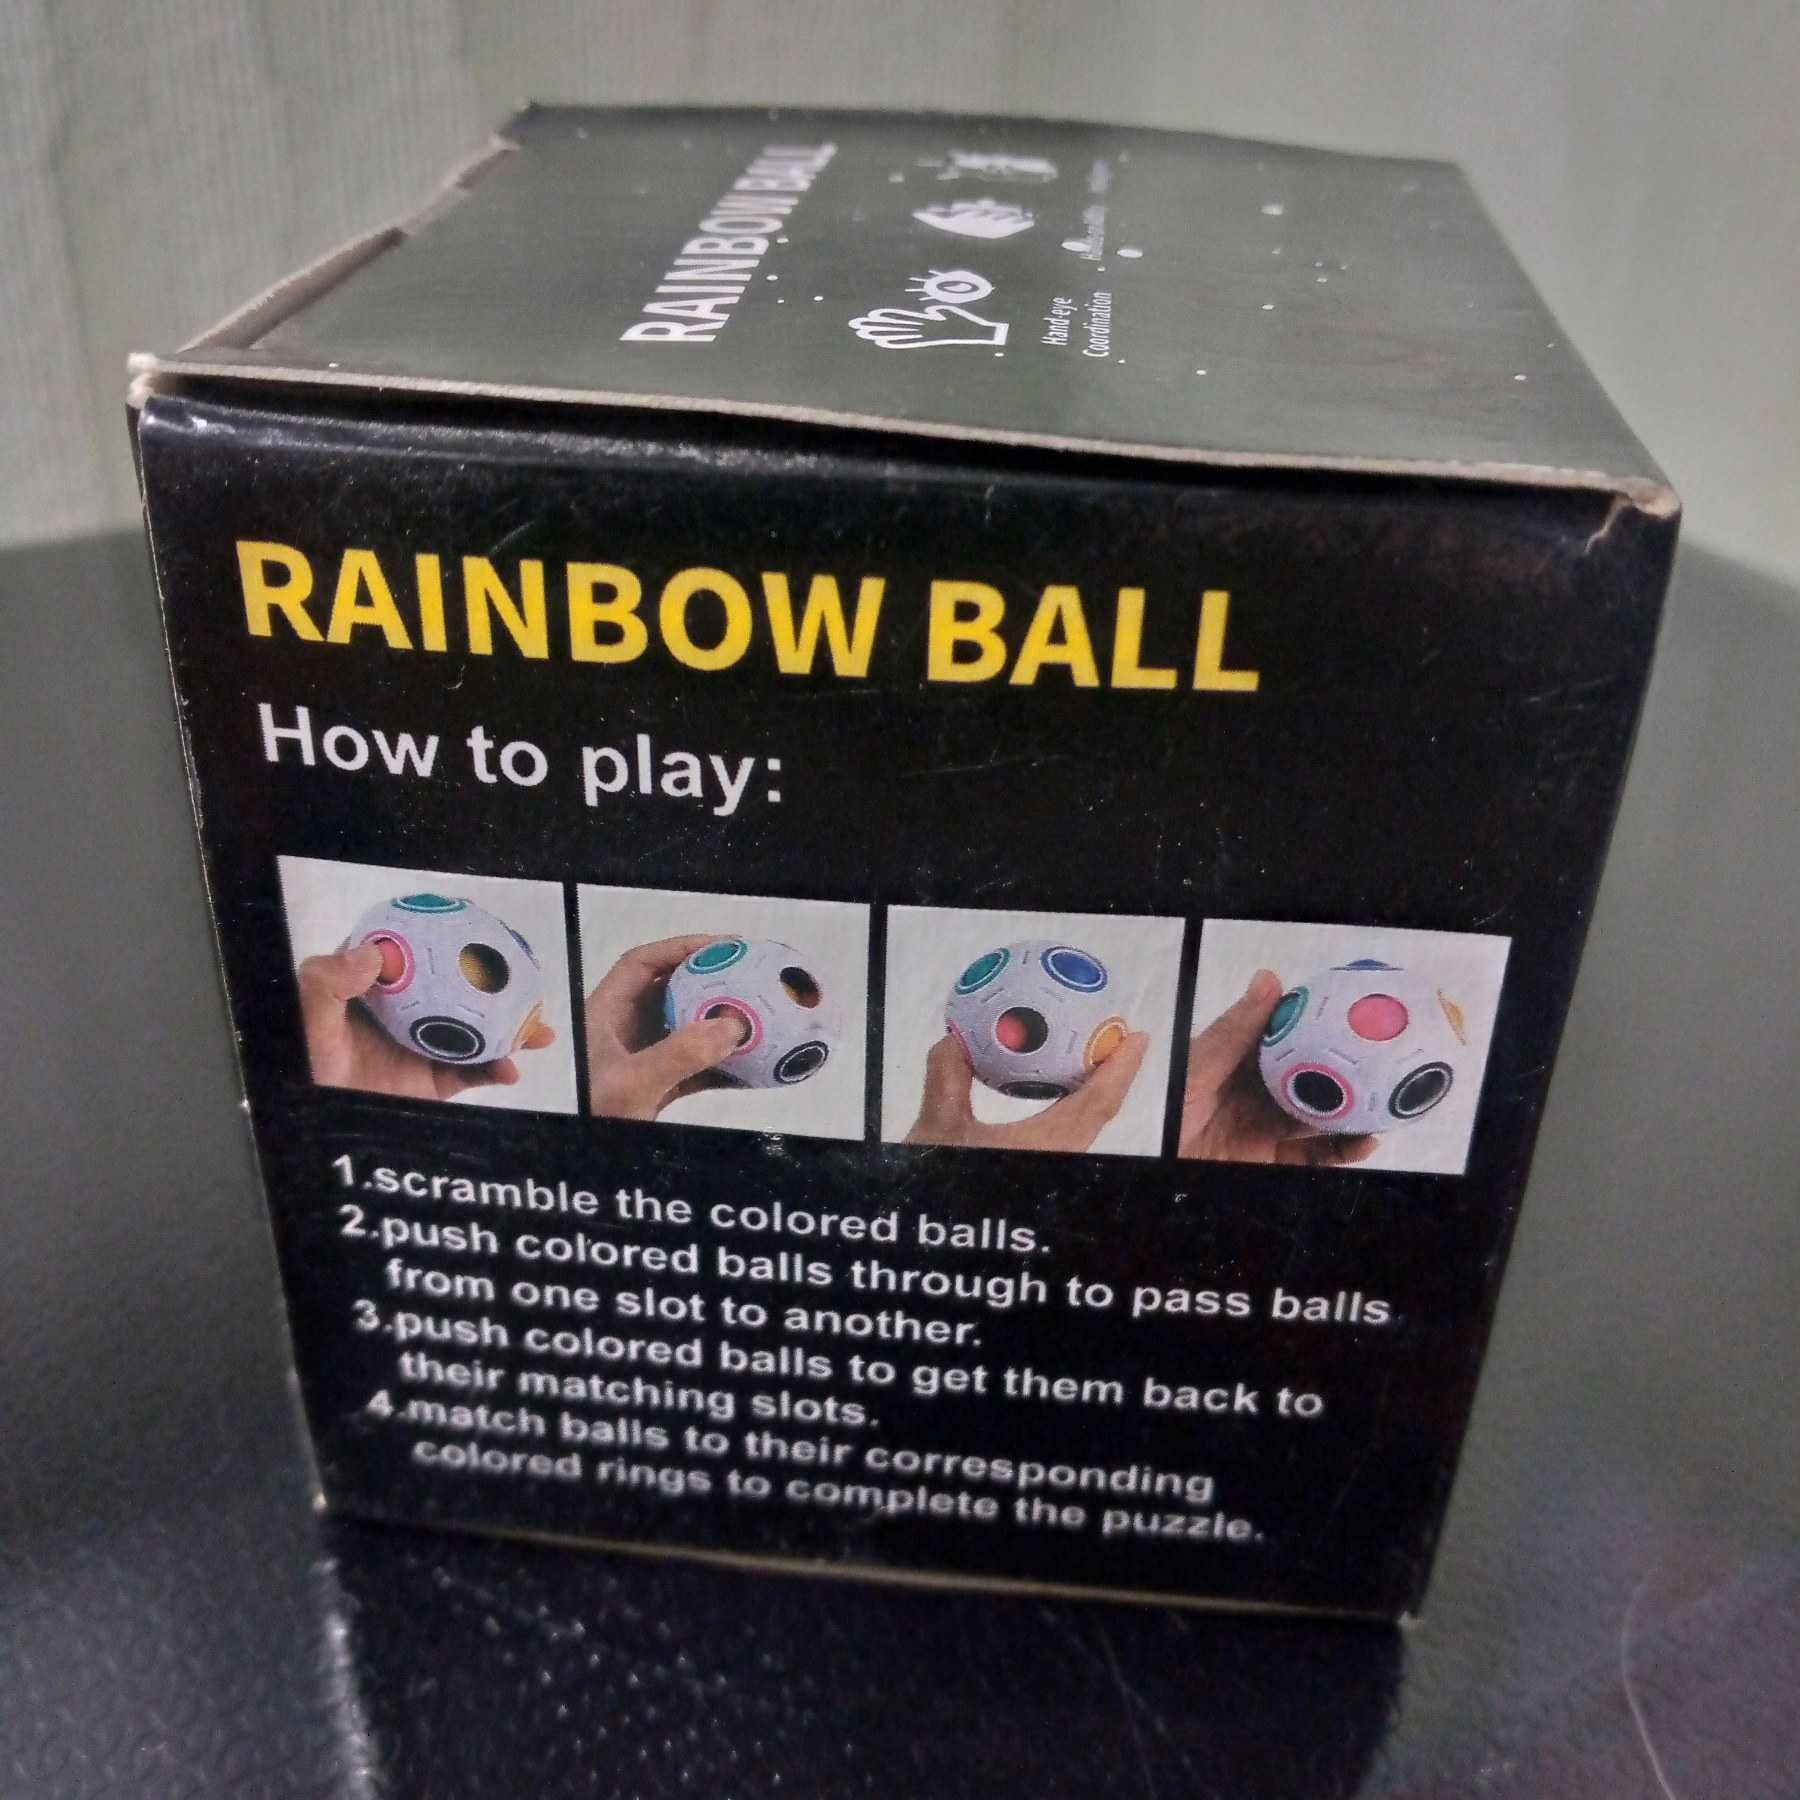 RAINBOW BALL
Hand-eye
Coordination
RAINBOW BALL
How to play:
1.scramble the colored balls.
2.push colored balls through to pass balls
from one slot to another.
3.push colored balls to get them back to
their matching slots.
4.match balls to their corresponding
colored rings to complete the puzzle.